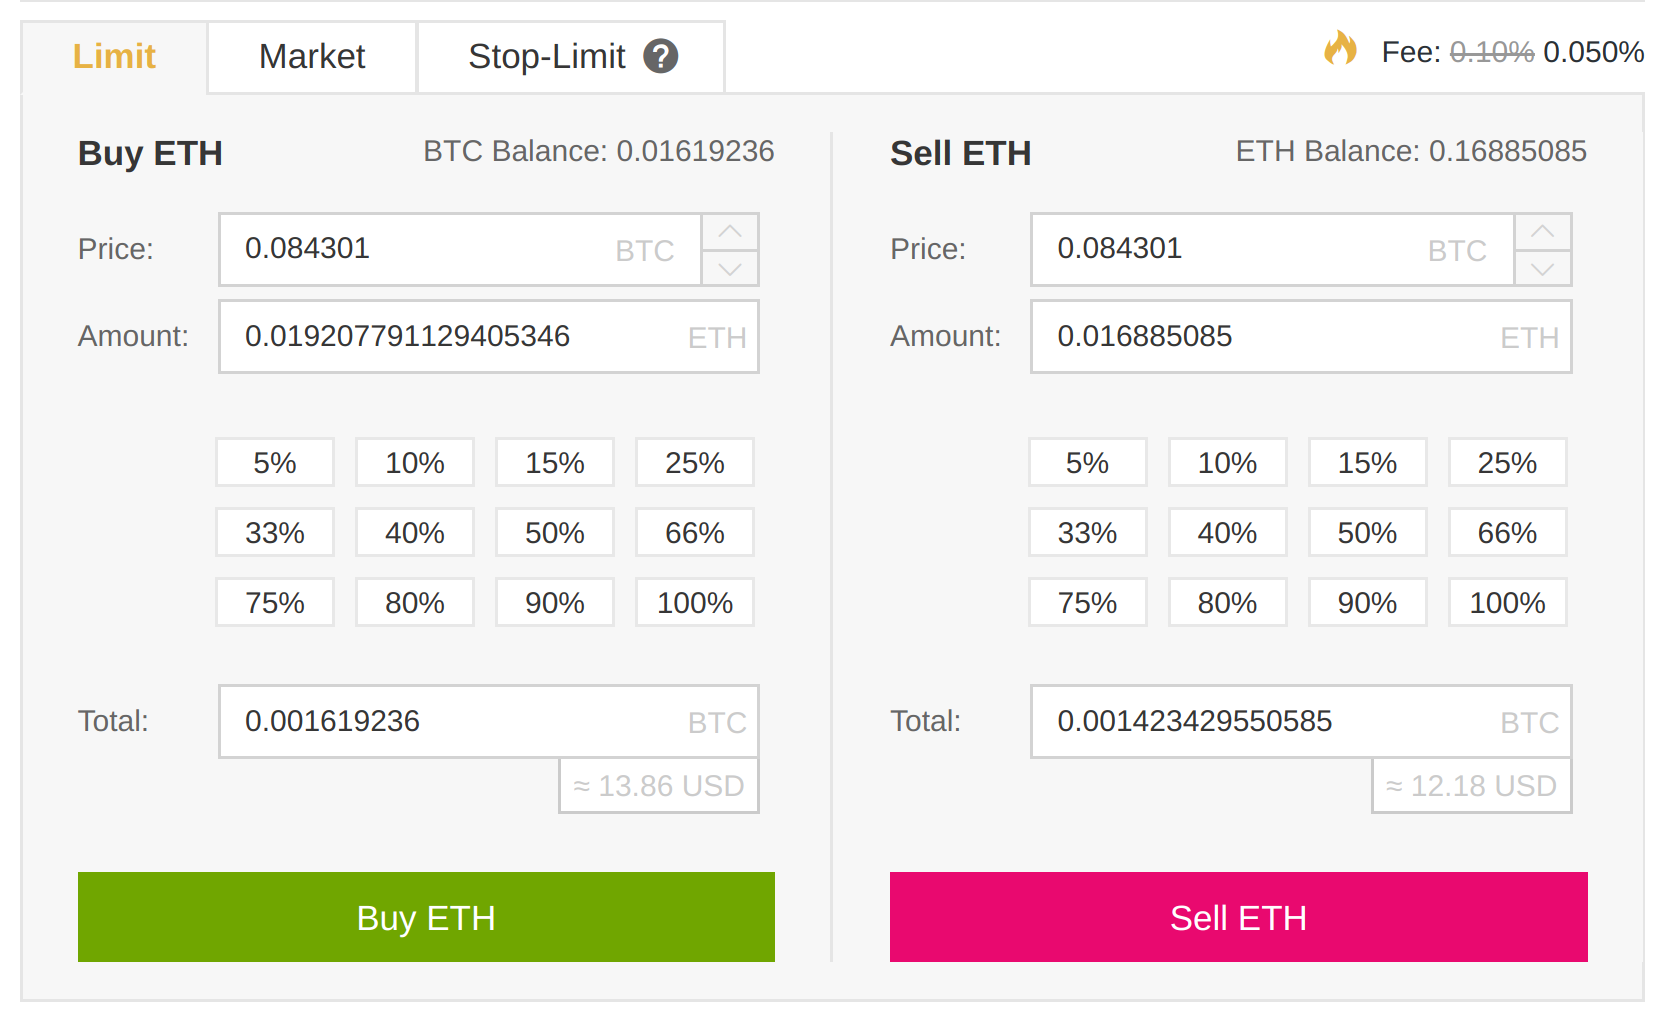 Limit Market Stop-Limit ? Fee: 0.10% 0.050%
Buy ETH BTC Balance: 0.01619236
Price: 0.084301 BTC
Amount: 0.019207791129405346 ETH
5% 10% 15% 25%
33% 40% 50% 66%
75% 80% 90% 100%
Total: 0.001619236 BTC
≈ 13.86 USD
Buy ETH
Sell ETH ETH Balance: 0.16885085
Price: 0.084301 BTC
Amount: 0.016885085 ETH
5% 10% 15% 25%
33% 40% 50% 66%
75% 80% 90% 100%
Total: 0.001423429550585 BTC
≈ 12.18 USD
Sell ETH